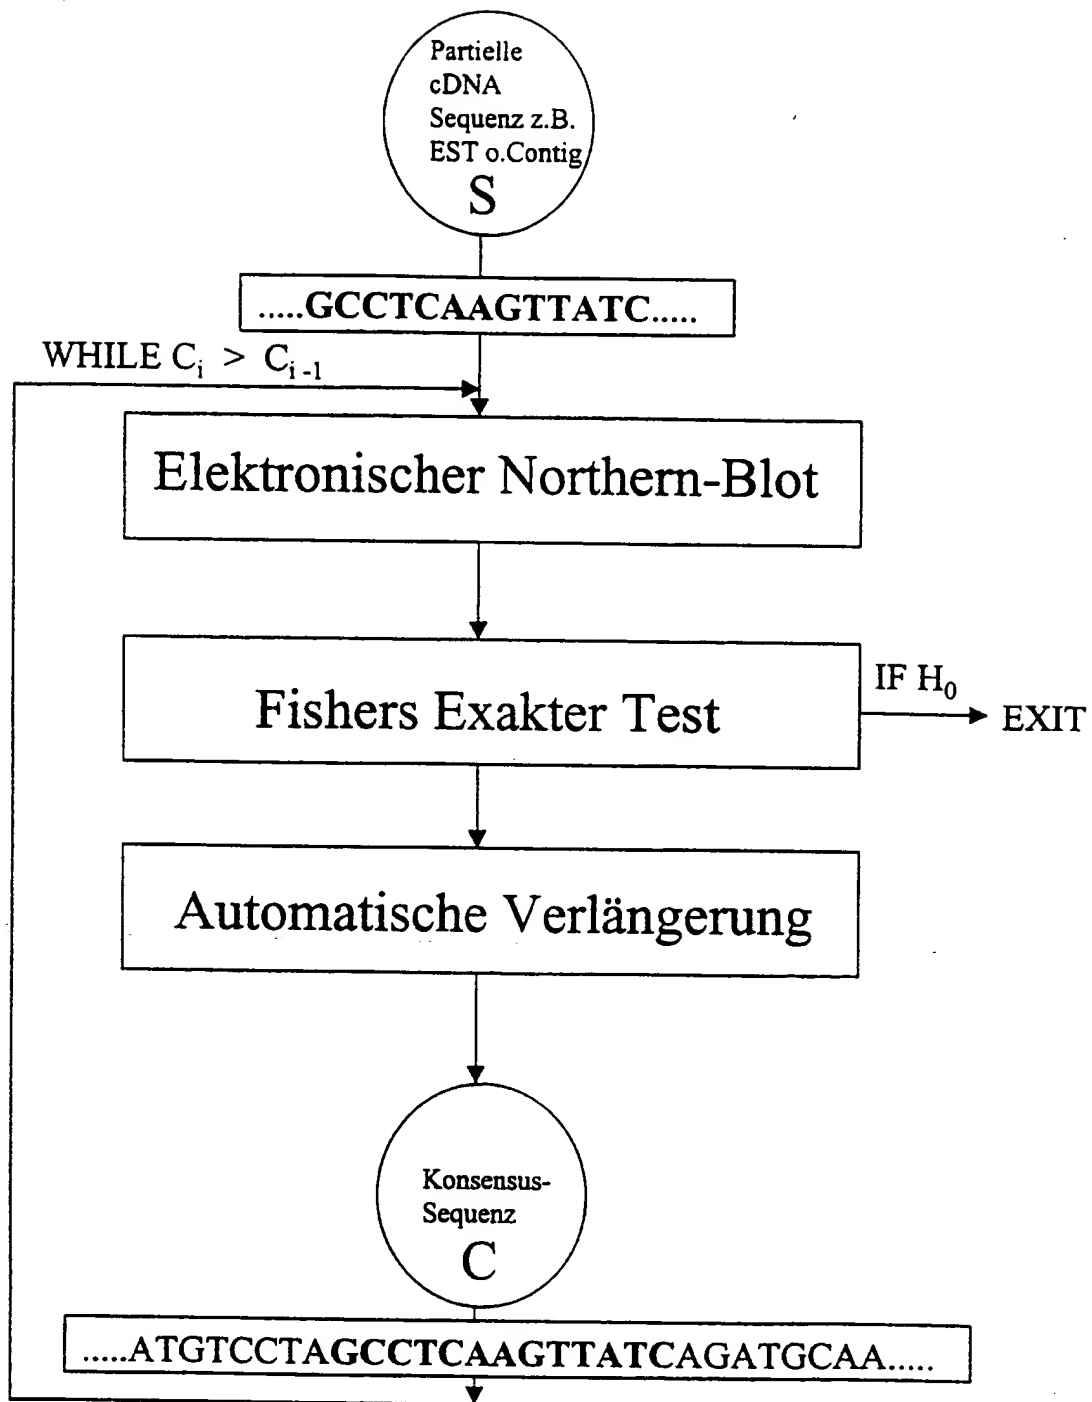 Partielle
cDNA
Sequenz z.B.
EST o.Contig
S
.....GCCTCAAGTTATC.....
WHILE Ci > Ci-1
Elektronischer Northern-Blot
Fishers Exakter Test
IF H0
EXIT
Automatische Verlängerung
Konsensus-
Sequenz
C
.....ATGTCCTAGCCTCAAGTTATCAGATGCAA.....